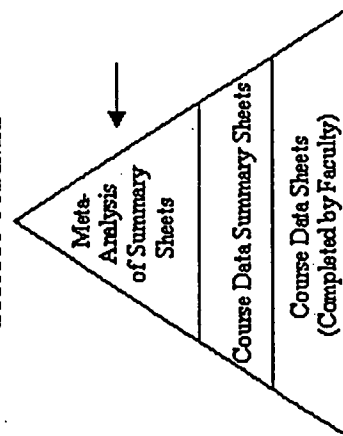 Meta-
Analysis
of Summary
Sheets
Course Data Summary Sheets
Course Data Sheets
(Completed by Faculty)